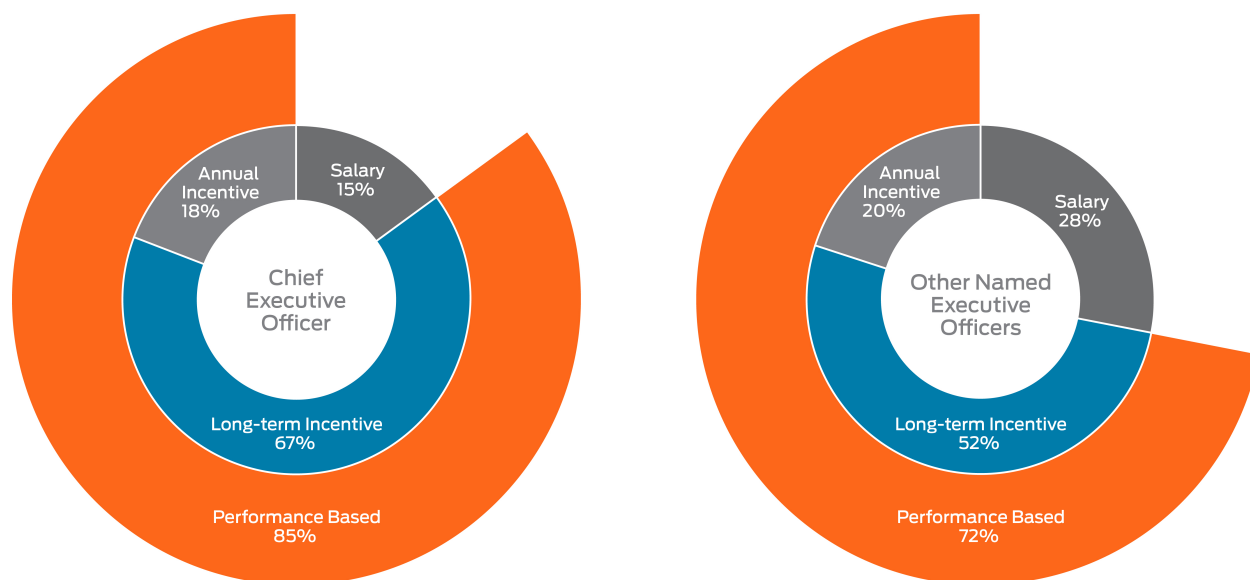 Annual
Incentive
18%
Salary
15%
Chief
Executive
Officer
Long-term Incentive
67%
Performance Based
85%
Annual
Incentive
20%
Salary
28%
Other Named
Executive
Officers
Long-term Incentive
52%
Performance Based
72%